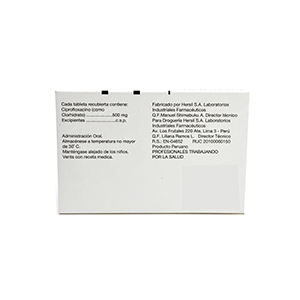 Cada tableta recubierta contiene:
Ciprofloxacino (como
Clorhidrato)..................500 mg
Excipientes....................c.s.p.
Administración Oral.
Almacénese a temperatura no mayor
de 30°C.
Manténgase alejado de los niños.
Venta con receta medica.
Fabricado por Hersil S.A. Laboratorios
Industriales Farmacéuticos
Q.F.Manuel Shimabuku A. Director técnico
Para Droguería Hersil S.A. Laboratorios
Industriales Farmacéuticos
Q.F. Liliana Ramos L. Director Técnico
Av. Los Frutales 220 Ate, Lima 3 - Perú
R.S.: EN-04652 RUC 20100060150
Producto Peruano
PROFESIONALES TRABAJANDO
POR LA SALUD